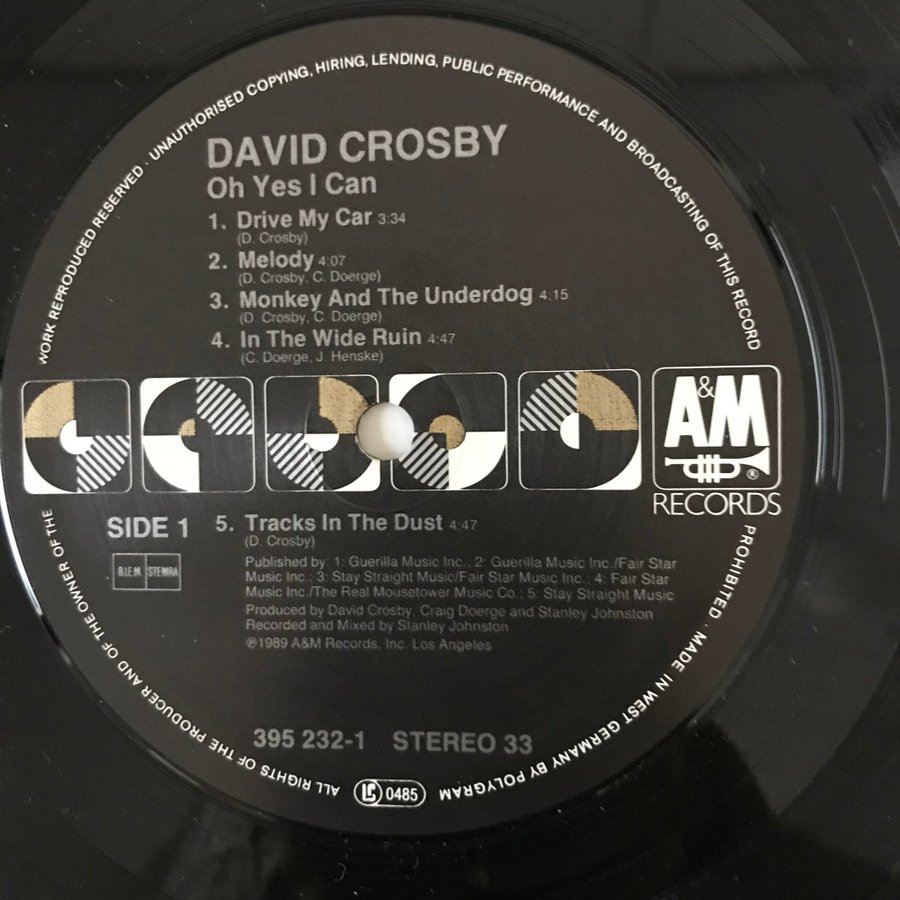 ALL RIGHTS OF THE PRODUCER AND OF THE OWNER OF THE WORK REPRODUCED RESERVED · UNAUTHORISED COPYING, HIRING, LENDING, PUBLIC PERFORMANCE AND BROADCASTING OF THIS RECORD PROHIBITED · MADE IN WEST GERMANY BY POLYGRAM
DAVID CROSBY
Oh Yes I Can
1. Drive My Car 3:34
(D. Crosby)
2. Melody 4:07
(D. Crosby, C. Doerge)
3. Monkey And The Underdog 4:15
(D. Crosby, C. Doerge)
4. In The Wide Ruin 4:47
(C. Doerge, J. Henske)
A&M
®
RECORDS
SIDE 1
5. Tracks In The Dust 4:47
(D. Crosby)
B.I.E.M. STEMRA
Published by: 1: Guerilla Music Inc.; 2: Guerilla Music Inc./Fair Star
Music Inc.; 3: Stay Straight Music/Fair Star Music Inc.; 4: Fair Star
Music Inc./The Real Mousetower Music Co.; 5: Stay Straight Music
Produced by David Crosby, Craig Doerge and Stanley Johnston
Recorded and Mixed by Stanley Johnston
℗1989 A&M Records, Inc. Los Angeles
395 232-1 STEREO 33
LC 0485